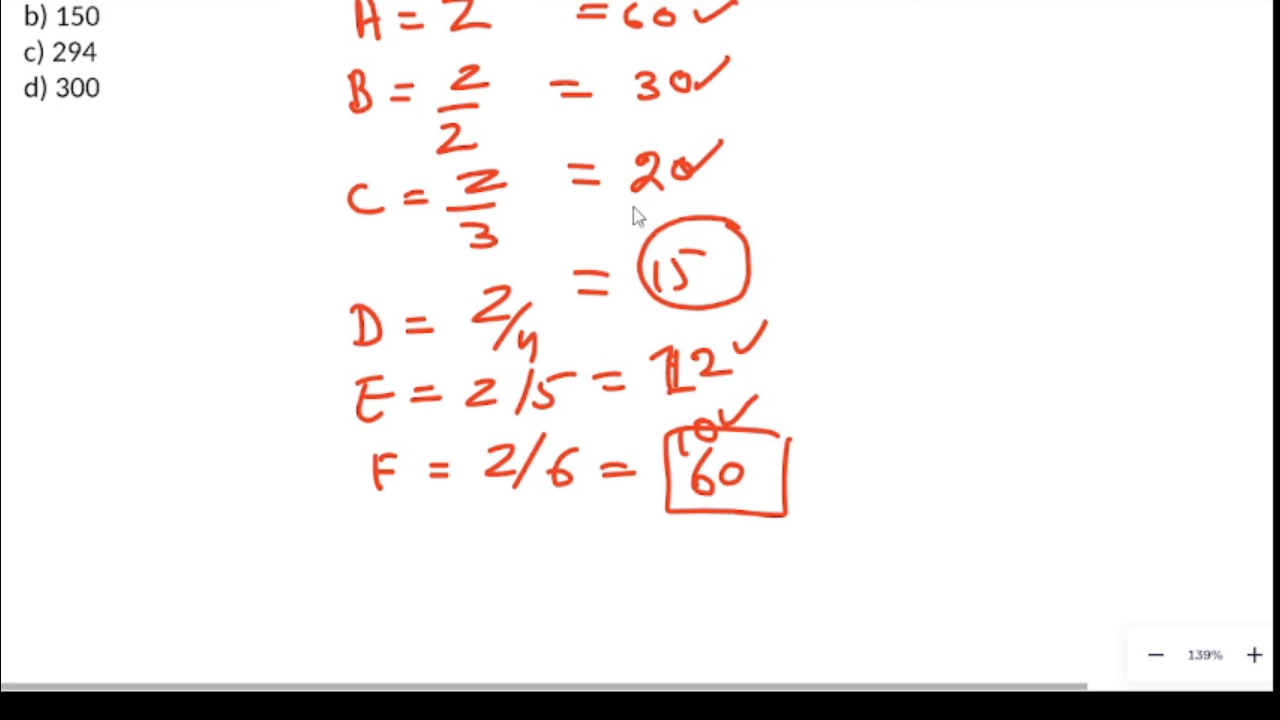 b) 150
c) 294
d) 300
A = Z = 60 ✓
B = Z/2 = 30 ✓
C = Z/3 = 20 ✓
D = Z/4 = 15
E = Z/5 = 12 ✓
10 ✓
F = Z/6 = 60
139%